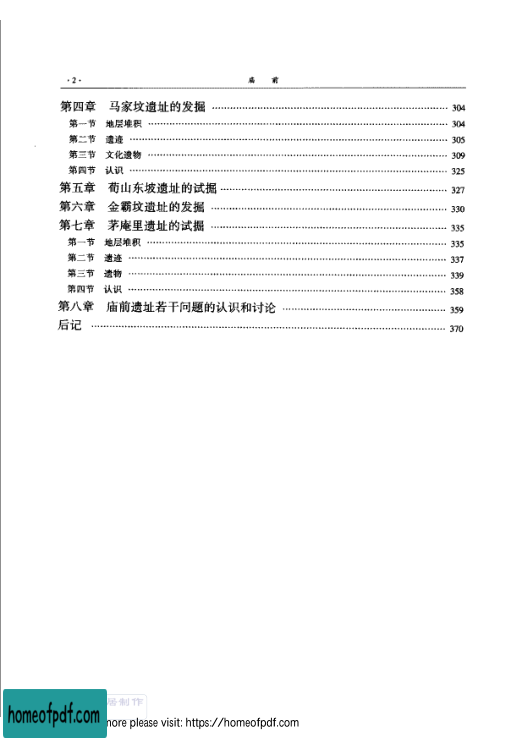 ·2· 庙 前
第四章 马家坟遗址的发掘 …… 304
第一节 地层堆积 …… 304
第二节 遗迹 …… 305
第三节 文化遗物 …… 309
第四节 认识 …… 325
第五章 荀山东坡遗址的试掘 …… 327
第六章 金霸坟遗址的发掘 …… 330
第七章 茅庵里遗址的试掘 …… 335
第一节 地层堆积 …… 335
第二节 遗迹 …… 337
第三节 遗物 …… 339
第四节 认识 …… 358
第八章 庙前遗址若干问题的认识和讨论 …… 359
后记 …… 370
制作
homeofpdf.com
more please visit: https://homeofpdf.com